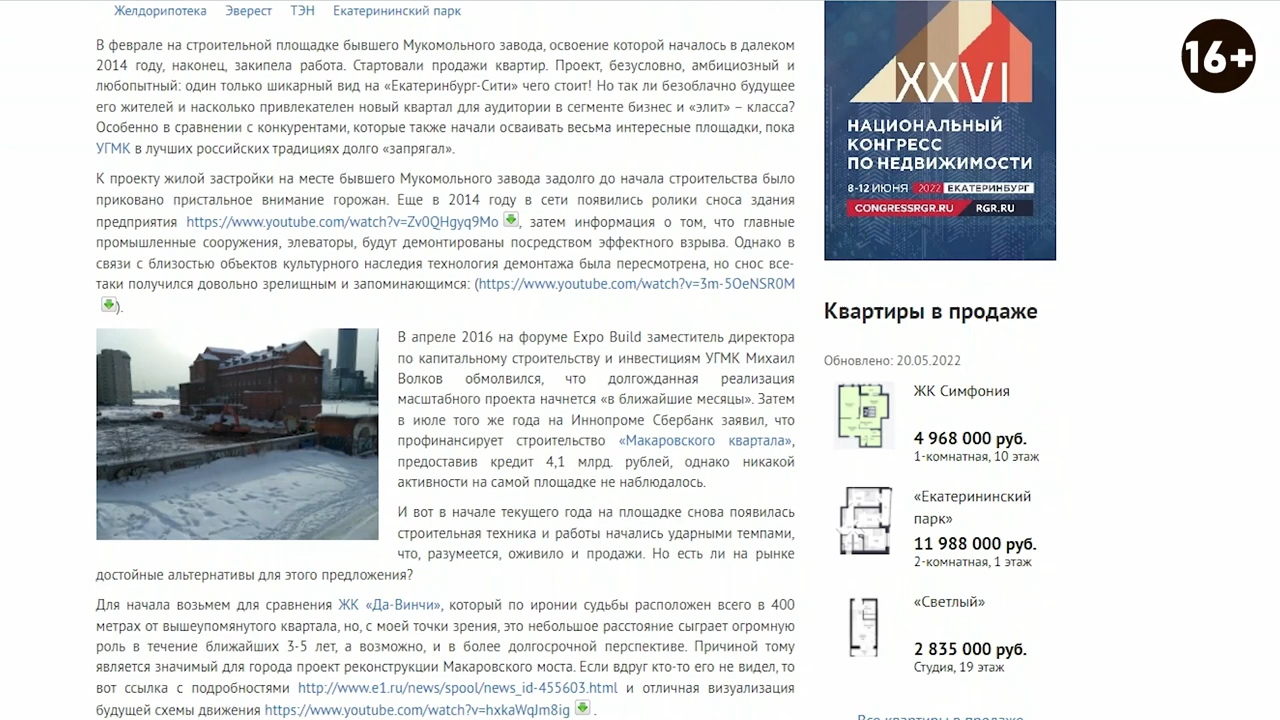 Желдорипотека Эверест ТЭН Екатерининский парк
В феврале на строительной площадке бывшего Мукомольного завода, освоение которой началось в далеком
2014 году, наконец, закипела работа. Стартовали продажи квартир. Проект, безусловно, амбициозный и
любопытный: один только шикарный вид на «Екатеринбург-Сити» чего стоит! Но так ли безоблачно будущее
его жителей и насколько привлекателен новый квартал для аудитории в сегменте бизнес и «элит» – класса?
Особенно в сравнении с конкурентами, которые также начали осваивать весьма интересные площадки, пока
УГМК в лучших российских традициях долго «запрягал».
К проекту жилой застройки на месте бывшего Мукомольного завода задолго до начала строительства было
приковано пристальное внимание горожан. Еще в 2014 году в сети появились ролики сноса здания
предприятия https://www.youtube.com/watch?v=Zv0QHgyq9Mo , затем информация о том, что главные
промышленные сооружения, элеваторы, будут демонтированы посредством эффектного взрыва. Однако в
связи с близостью объектов культурного наследия технология демонтажа была пересмотрена, но снос все-
таки получился довольно зрелищным и запоминающимся: (https://www.youtube.com/watch?v=3m-5OeNSR0M
).
В апреле 2016 на форуме Expo Build заместитель директора
по капитальному строительству и инвестициям УГМК Михаил
Волков обмолвился, что долгожданная реализация
масштабного проекта начнется «в ближайшие месяцы». Затем
в июле того же года на Иннопроме Сбербанк заявил, что
профинансирует строительство «Макаровского квартала»,
предоставив кредит 4,1 млрд. рублей, однако никакой
активности на самой площадке не наблюдалось.
И вот в начале текущего года на площадке снова появилась
строительная техника и работы начались ударными темпами,
что, разумеется, оживило и продажи. Но есть ли на рынке
достойные альтернативы для этого предложения?
Для начала возьмем для сравнения ЖК «Да-Винчи», который по иронии судьбы расположен всего в 400
метрах от вышеупомянутого квартала, но, с моей точки зрения, это небольшое расстояние сыграет огромную
роль в течение ближайших 3-5 лет, а возможно, и в более долгосрочной перспективе. Причиной тому
является значимый для города проект реконструкции Макаровского моста. Если вдруг кто-то его не видел, то
вот ссылка с подробностями http://www.e1.ru/news/spool/news_id-455603.html и отличная визуализация
будущей схемы движения https://www.youtube.com/watch?v=hxkaWqJm8ig .
XXVI
НАЦИОНАЛЬНЫЙ
КОНГРЕСС
ПО НЕДВИЖИМОСТИ
8-12 ИЮНЯ 2022 ЕКАТЕРИНБУРГ
CONGRESSRGR.RU RGR.RU
Квартиры в продаже
Обновлено: 20.05.2022
ЖК Симфония
4 968 000 руб.
1-комнатная, 10 этаж
«Екатерининский
парк»
11 988 000 руб.
2-комнатная, 1 этаж
«Светлый»
2 835 000 руб.
Студия, 19 этаж
Все квартиры в продаже
16+